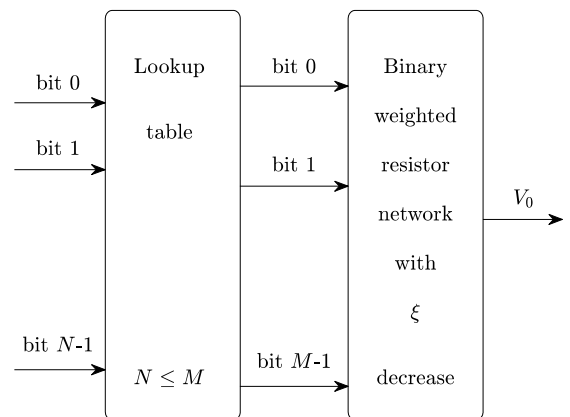 bit 0
bit 1
bit N-1
Lookup
table
N ≤ M
bit 0
bit 1
bit M-1
Binary
weighted
resistor
network
with
ξ
decrease
V₀